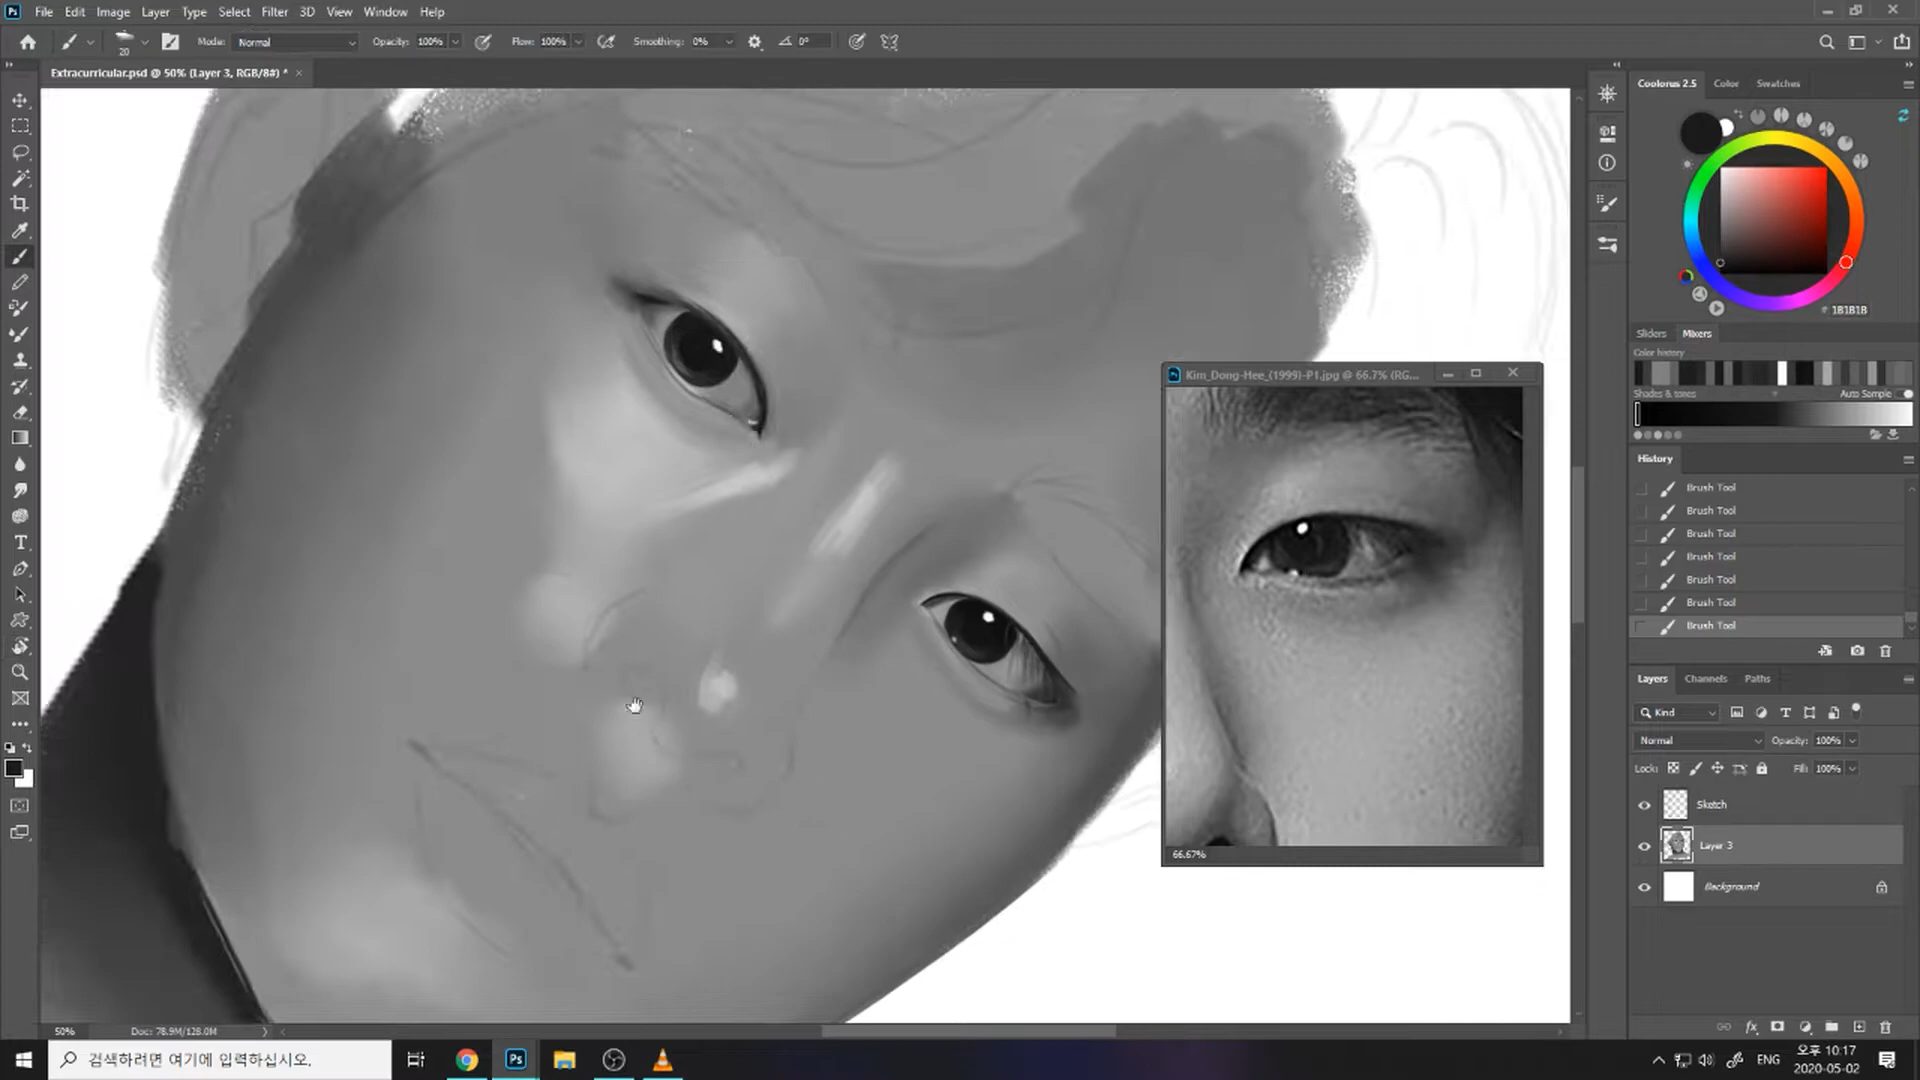 Ps File Edit Image Layer Type Select Filter 3D View Window Help
20 Mode: Normal Opacity: 100% Flow: 100% Smoothing: 0% 0°
Extracurricular.psd @ 50% (Layer 3, RGB/8#) * ×
Coolorus 2.5 Color Swatches
# 1B1B1B
Sliders Mixers
Color history
Shades & tones Auto Sample
Kim_Dong-Hee_(1999)-P1.jpg @ 66.7% (RG...
66.67%
History
Brush Tool
Brush Tool
Brush Tool
Brush Tool
Brush Tool
Brush Tool
Brush Tool
Layers Channels Paths
Kind
Normal Opacity: 100%
Lock: Fill: 100%
Sketch
Layer 3
Background
50% Doc: 78.9M/128.0M
검색하려면 여기에 입력하십시오.
Ps
ENG
오후 10:17
2020-05-02